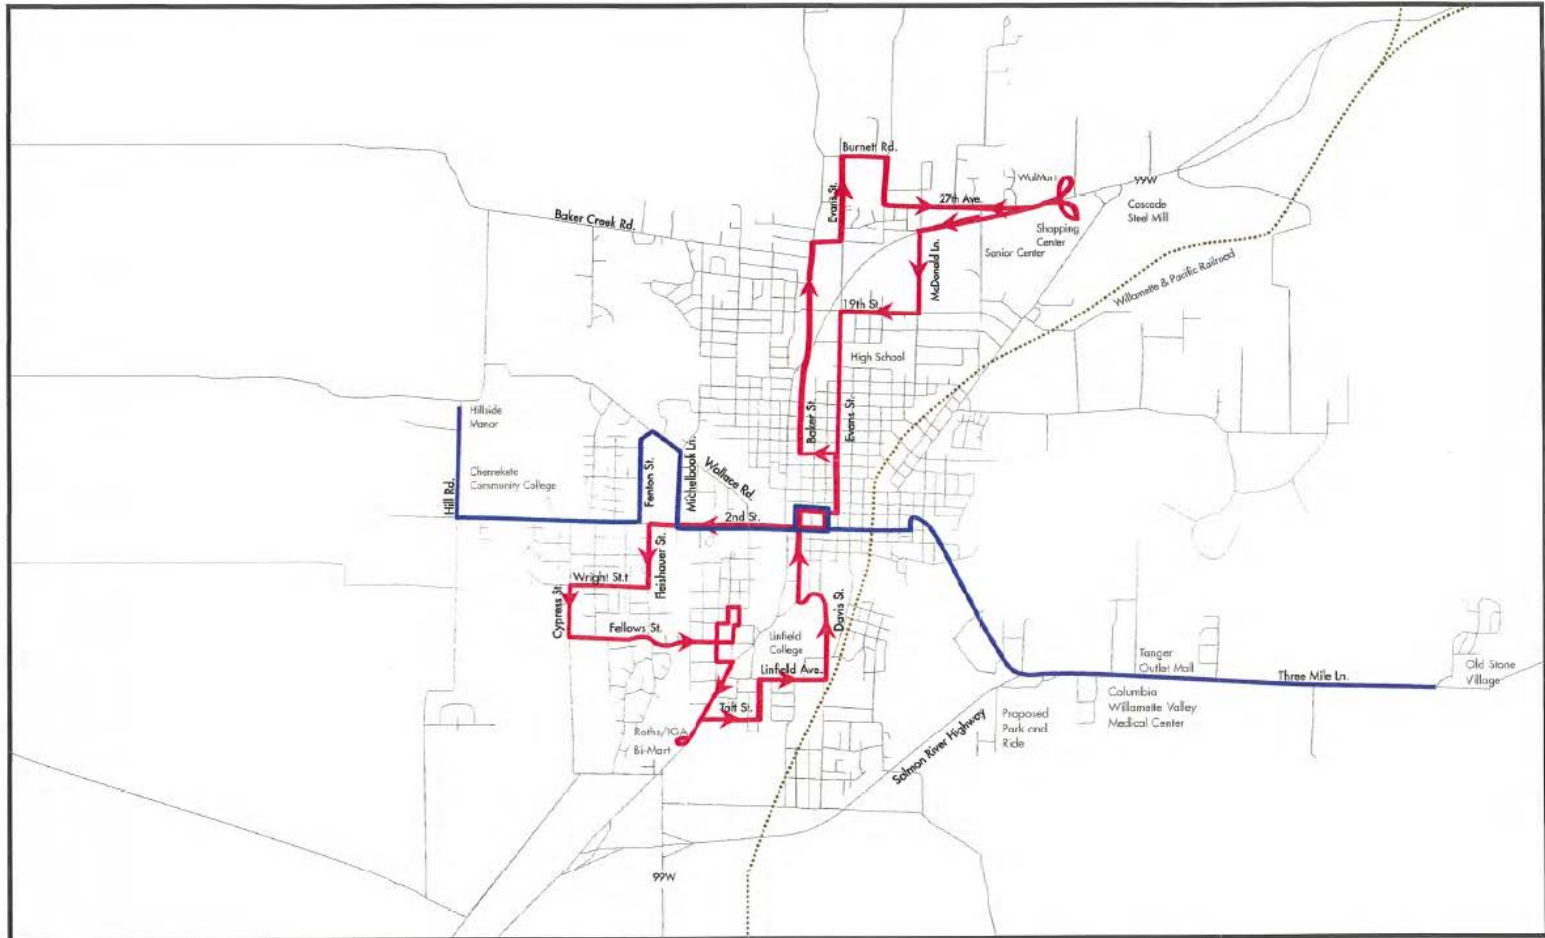 Burnett Rd.
WalMart
99W
27th Ave.
Evans St.
Cascade
Steel Mill
Baker Creek Rd.
Shopping
Center
Senior Center
McDonald Ln.
Willamette & Pacific Railroad
19th St.
High School
Hillside
Manor
Baker St.
Evans St.
Chemeketa
Community College
Hill Rd.
Fenton St.
Michelbook Ln.
Wallace Rd.
2nd St.
Fleishauer St.
Wright St.t
Cypress St.
Fellows St.
Davis St.
Linfield
College
Linfield Ave.
Tanger
Outlet Mall
Three Mile Ln.
Old Stone
Village
Columbia
Willamette Valley
Medical Center
Taft St.
Proposed
Park and
Ride
Roths/IGA
Bi-Mart
Salmon River Highway
99W